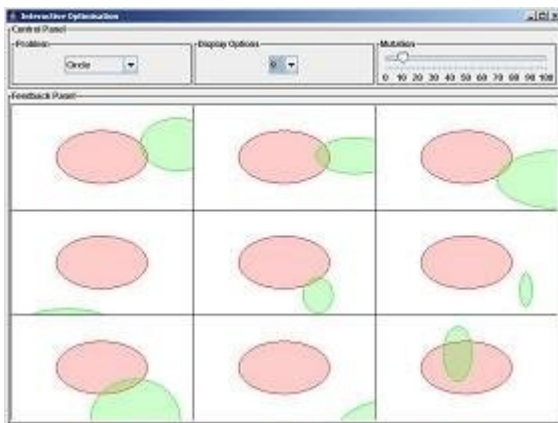 Interactive Optimisation
Control Panel
Problem
Display Options
Mutation
Circle
9
0 10 20 30 40 50 60 70 80 90 100
Feedback Panel